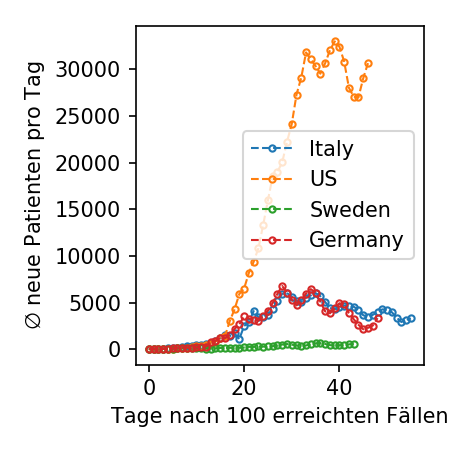 ∅ neue Patienten pro Tag
30000
25000
20000
15000
10000
5000
0
Italy
US
Sweden
Germany
0 20 40
Tage nach 100 erreichten Fällen